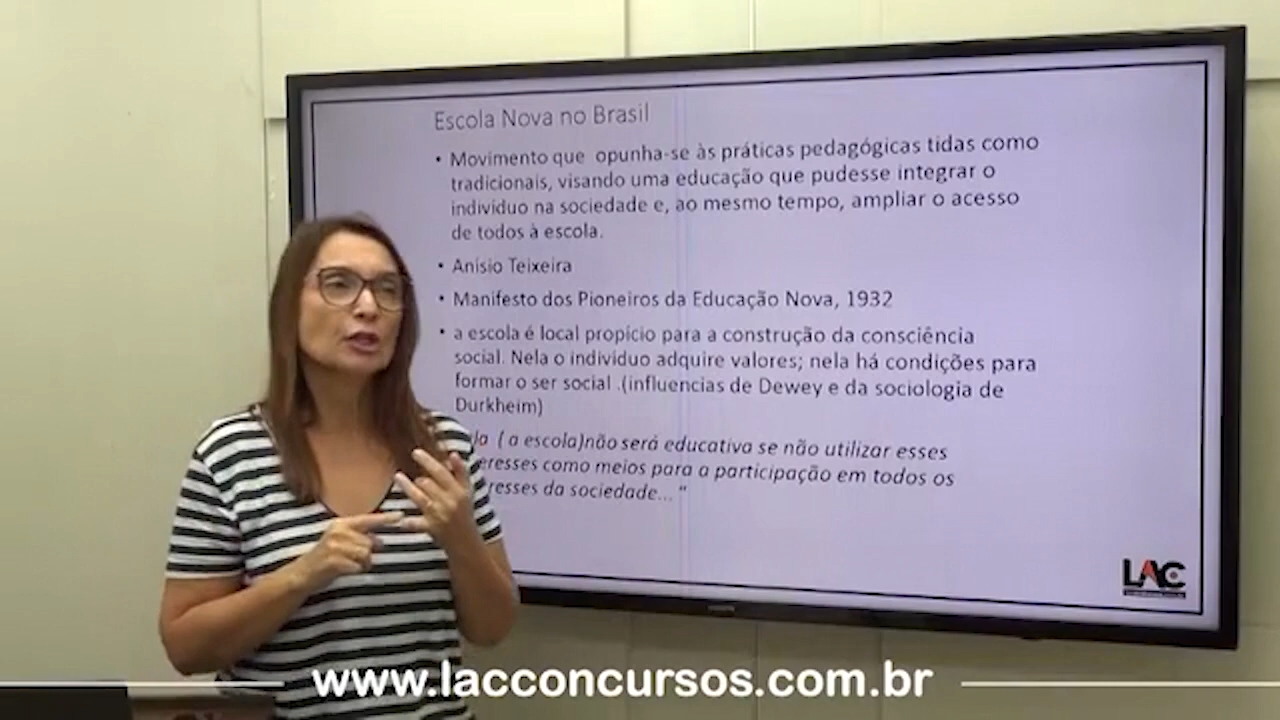 Escola Nova no Brasil
• Movimento que opunha-se às práticas pedagógicas tidas como
tradicionais, visando uma educação que pudesse integrar o
individuo na sociedade e, ao mesmo tempo, ampliar o acesso
de todos à escola.
• Anísio Teixeira
• Manifesto dos Pioneiros da Educação Nova, 1932
• a escola é local propício para a construção da consciência
social. Nela o indivíduo adquire valores; nela há condições para
formar o ser social .(influencias de Dewey e da sociologia de
Durkheim)
( a escola)não será educativa se não utilizar esses
como meios para a participação em todos os
da sociedade... "
LAC
www.lacconcursos.com.br